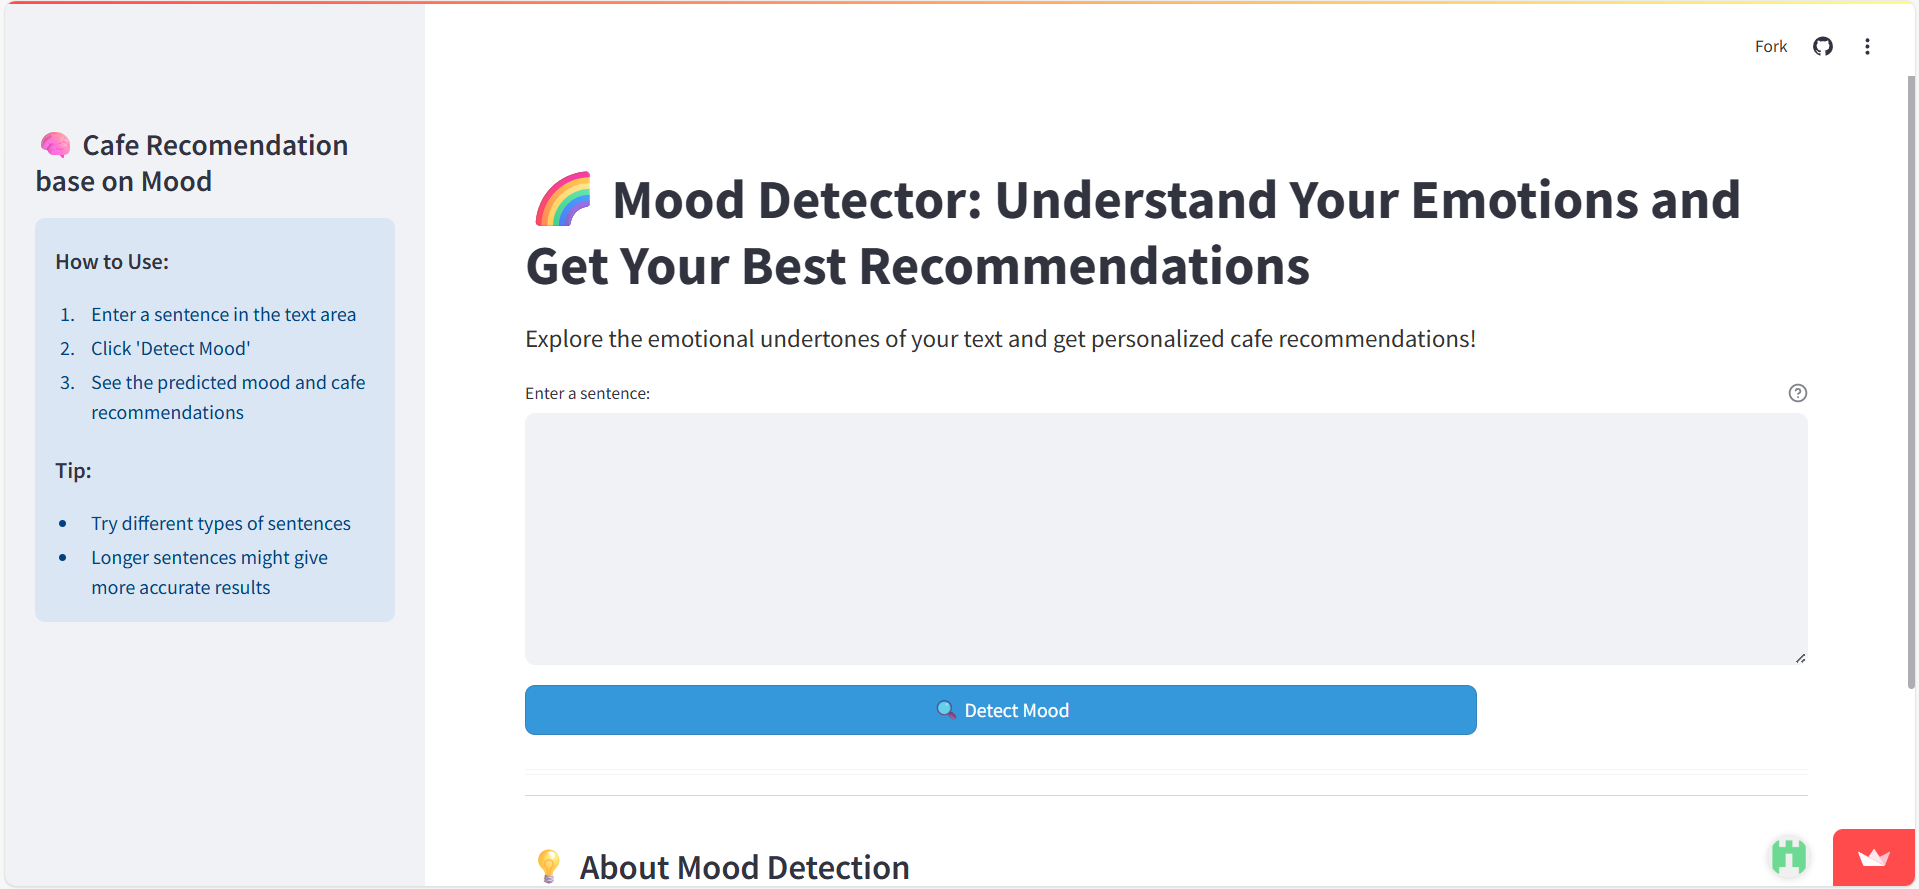 Fork
🧠 Cafe Recomendation
base on Mood
How to Use:
1. Enter a sentence in the text area
2. Click 'Detect Mood'
3. See the predicted mood and cafe
recommendations
Tip:
• Try different types of sentences
• Longer sentences might give
more accurate results
🌈 Mood Detector: Understand Your Emotions and
Get Your Best Recommendations
Explore the emotional undertones of your text and get personalized cafe recommendations!
Enter a sentence:
🔍 Detect Mood
💡 About Mood Detection